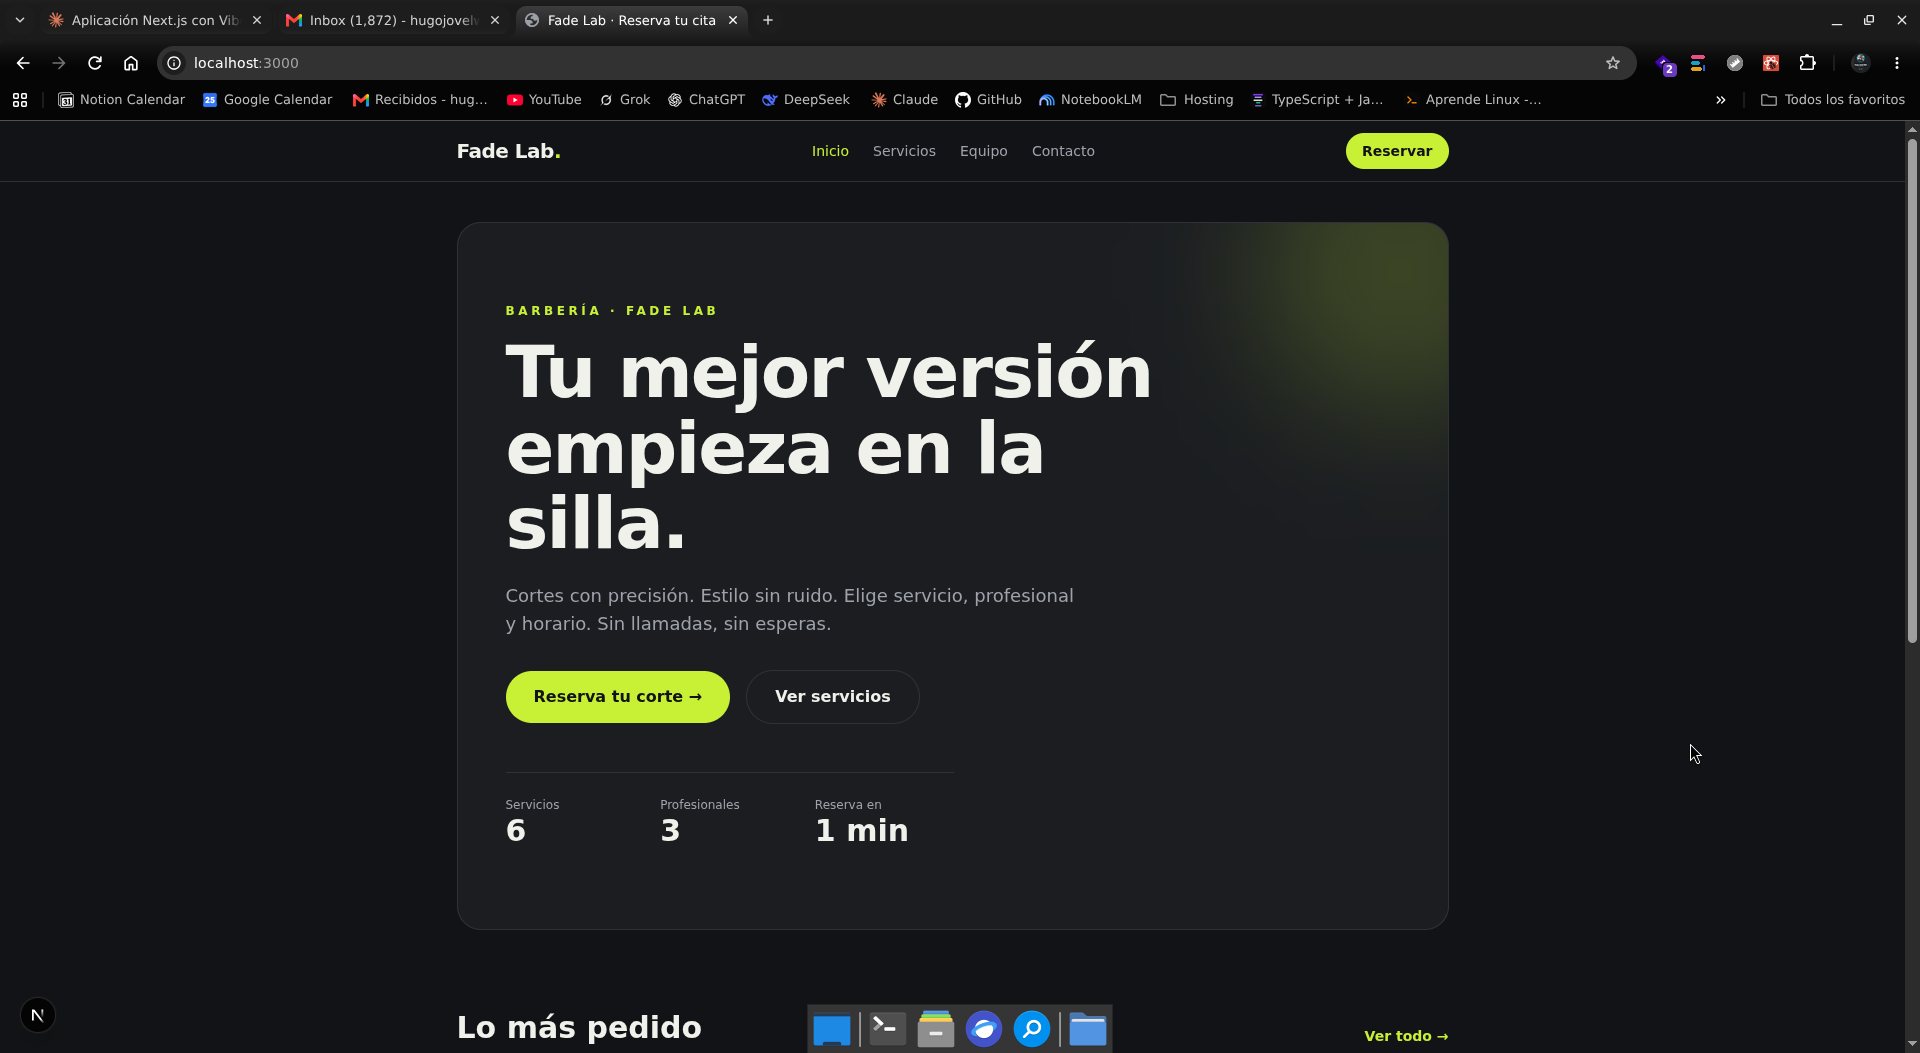 Aplicación Next.js con Vib
Inbox (1,872) - hugojovelw
Fade Lab · Reserva tu cita
localhost:3000
2
Notion Calendar
Google Calendar
Recibidos - hug...
YouTube
Grok
ChatGPT
DeepSeek
Claude
GitHub
NotebookLM
Hosting
TypeScript + Ja...
Aprende Linux -...
Todos los favoritos
Fade Lab.
Inicio
Servicios
Equipo
Contacto
Reservar
BARBERÍA · FADE LAB
Tu mejor versión
empieza en la
silla.
Cortes con precisión. Estilo sin ruido. Elige servicio, profesional
y horario. Sin llamadas, sin esperas.
Reserva tu corte →
Ver servicios
Servicios
6
Profesionales
3
Reserva en
1 min
Lo más pedido
Ver todo →
N